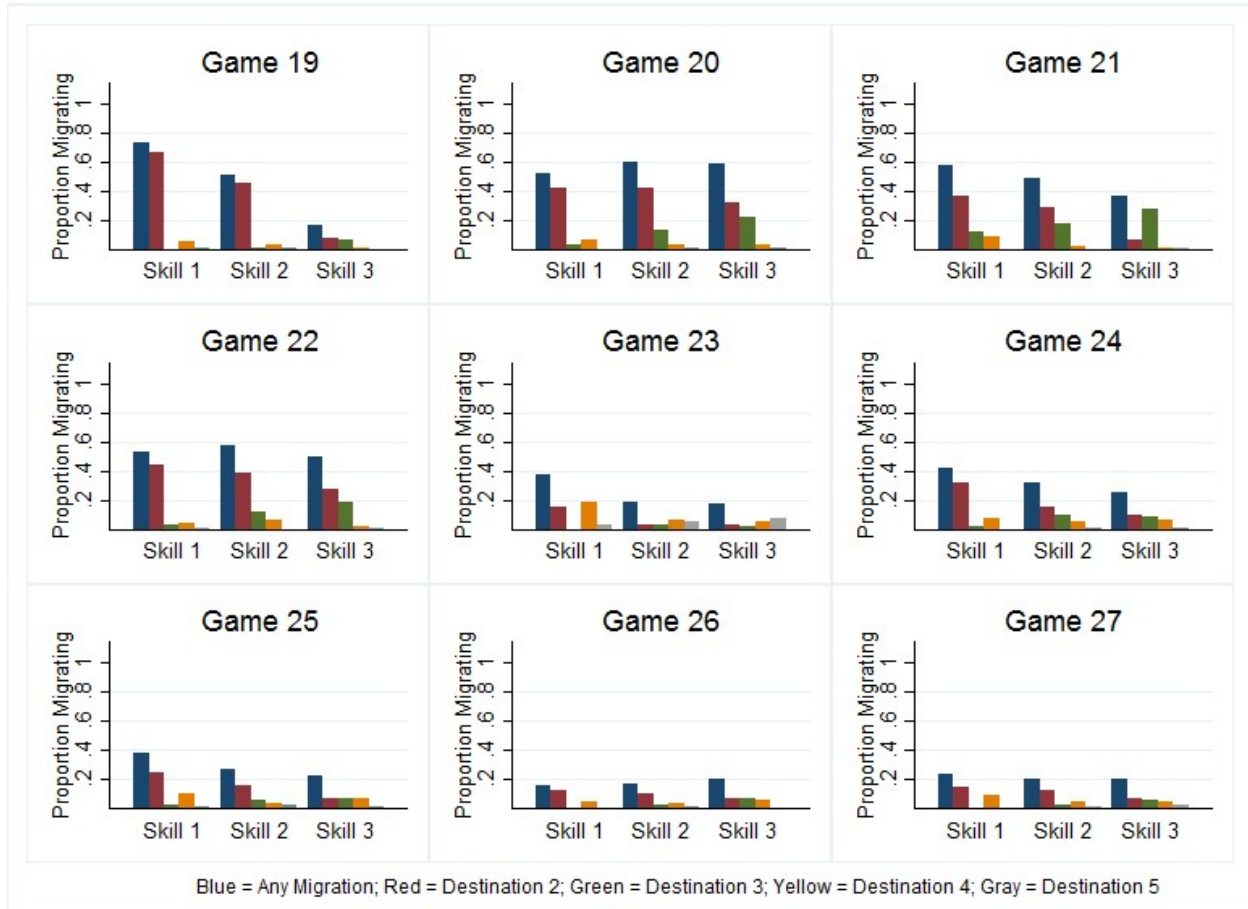 Game 19
Proportion Migrating
.2 .4 .6 .8 1
Skill 1 Skill 2 Skill 3
Game 20
Proportion Migrating
.2 .4 .6 .8 1
Skill 1 Skill 2 Skill 3
Game 21
Proportion Migrating
.2 .4 .6 .8 1
Skill 1 Skill 2 Skill 3
Game 22
Proportion Migrating
.2 .4 .6 .8 1
Skill 1 Skill 2 Skill 3
Game 23
Proportion Migrating
.2 .4 .6 .8 1
Skill 1 Skill 2 Skill 3
Game 24
Proportion Migrating
.2 .4 .6 .8 1
Skill 1 Skill 2 Skill 3
Game 25
Proportion Migrating
.2 .4 .6 .8 1
Skill 1 Skill 2 Skill 3
Game 26
Proportion Migrating
.2 .4 .6 .8 1
Skill 1 Skill 2 Skill 3
Game 27
Proportion Migrating
.2 .4 .6 .8 1
Skill 1 Skill 2 Skill 3
Blue = Any Migration; Red = Destination 2; Green = Destination 3; Yellow = Destination 4; Gray = Destination 5